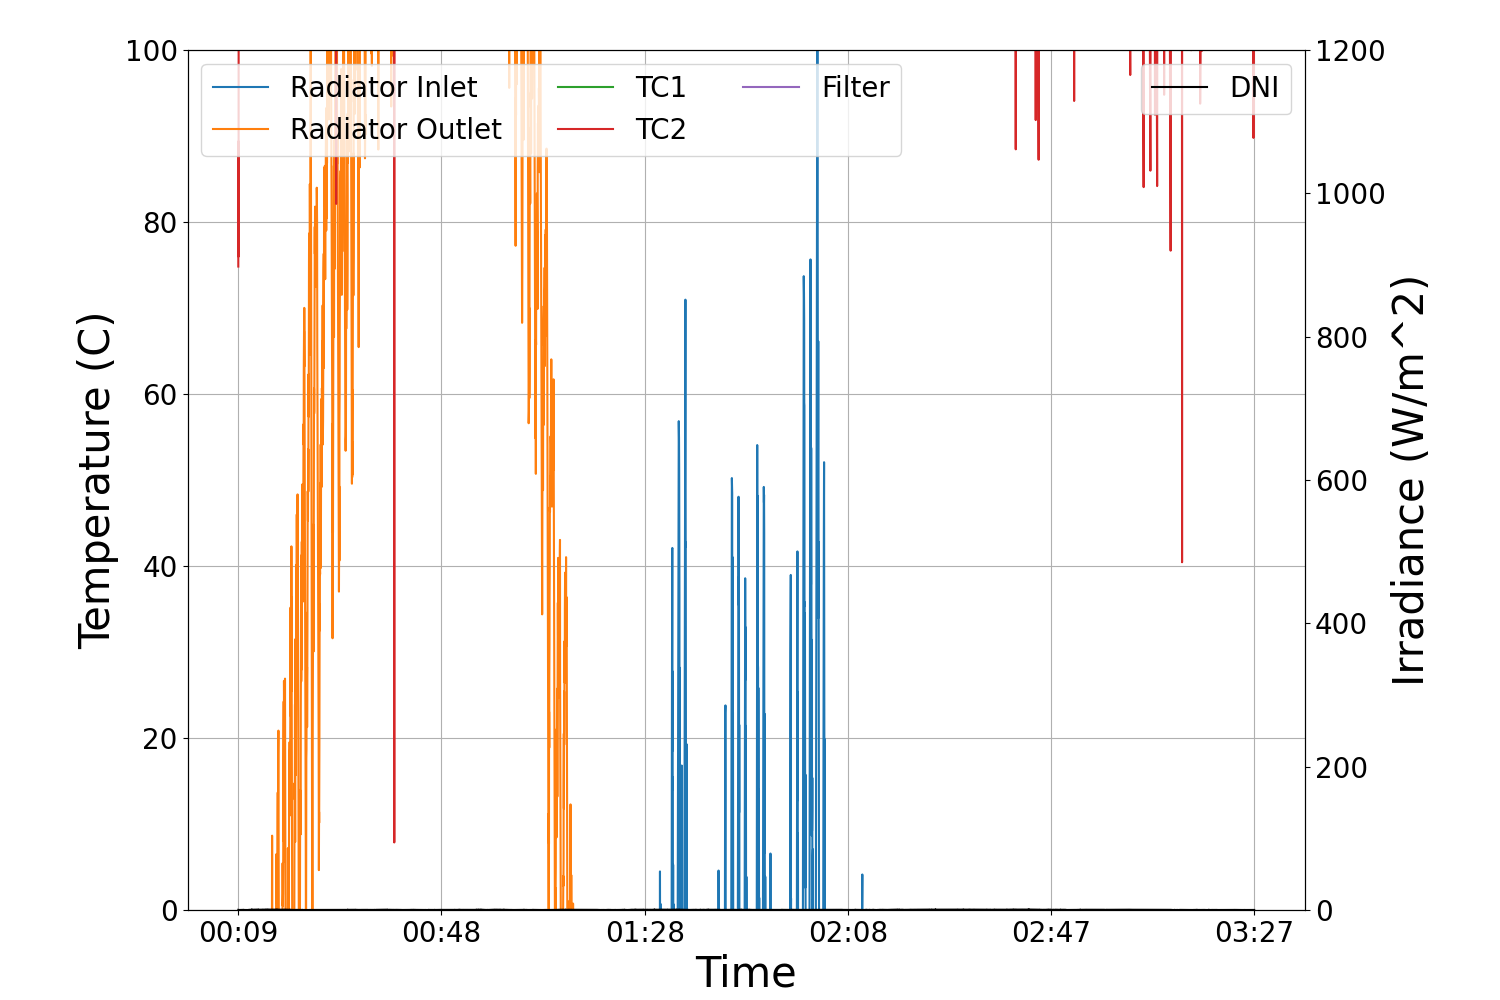 100
80
60
40
20
0
Temperature (C)
Radiator Inlet
Radiator Outlet
TC1
TC2
Filter
DNI
1200
1000
800
600
400
200
0
Irradiance (W/m^2)
00:09 00:48 01:28 02:08 02:47 03:27
Time